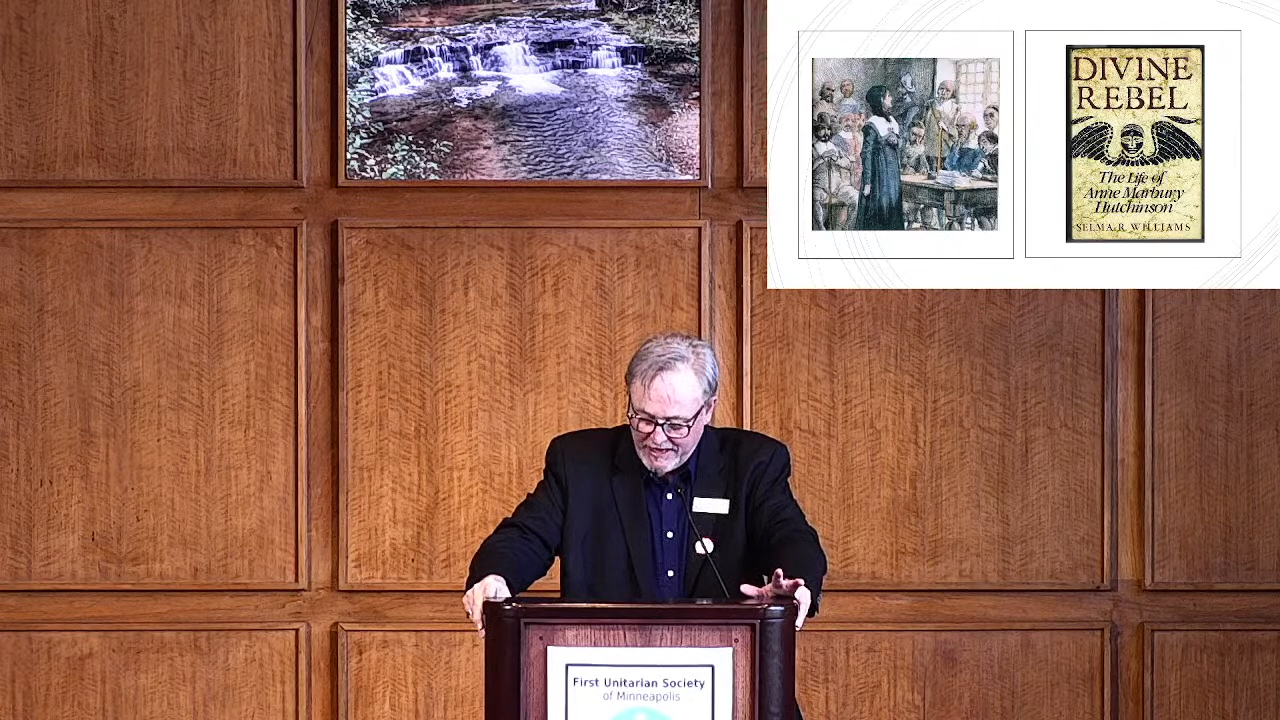 DIVINE
REBEL
The Life of
Anne Marbury
Hutchinson
SELMA R. WILLIAMS
First Unitarian Society
of Minneapolis